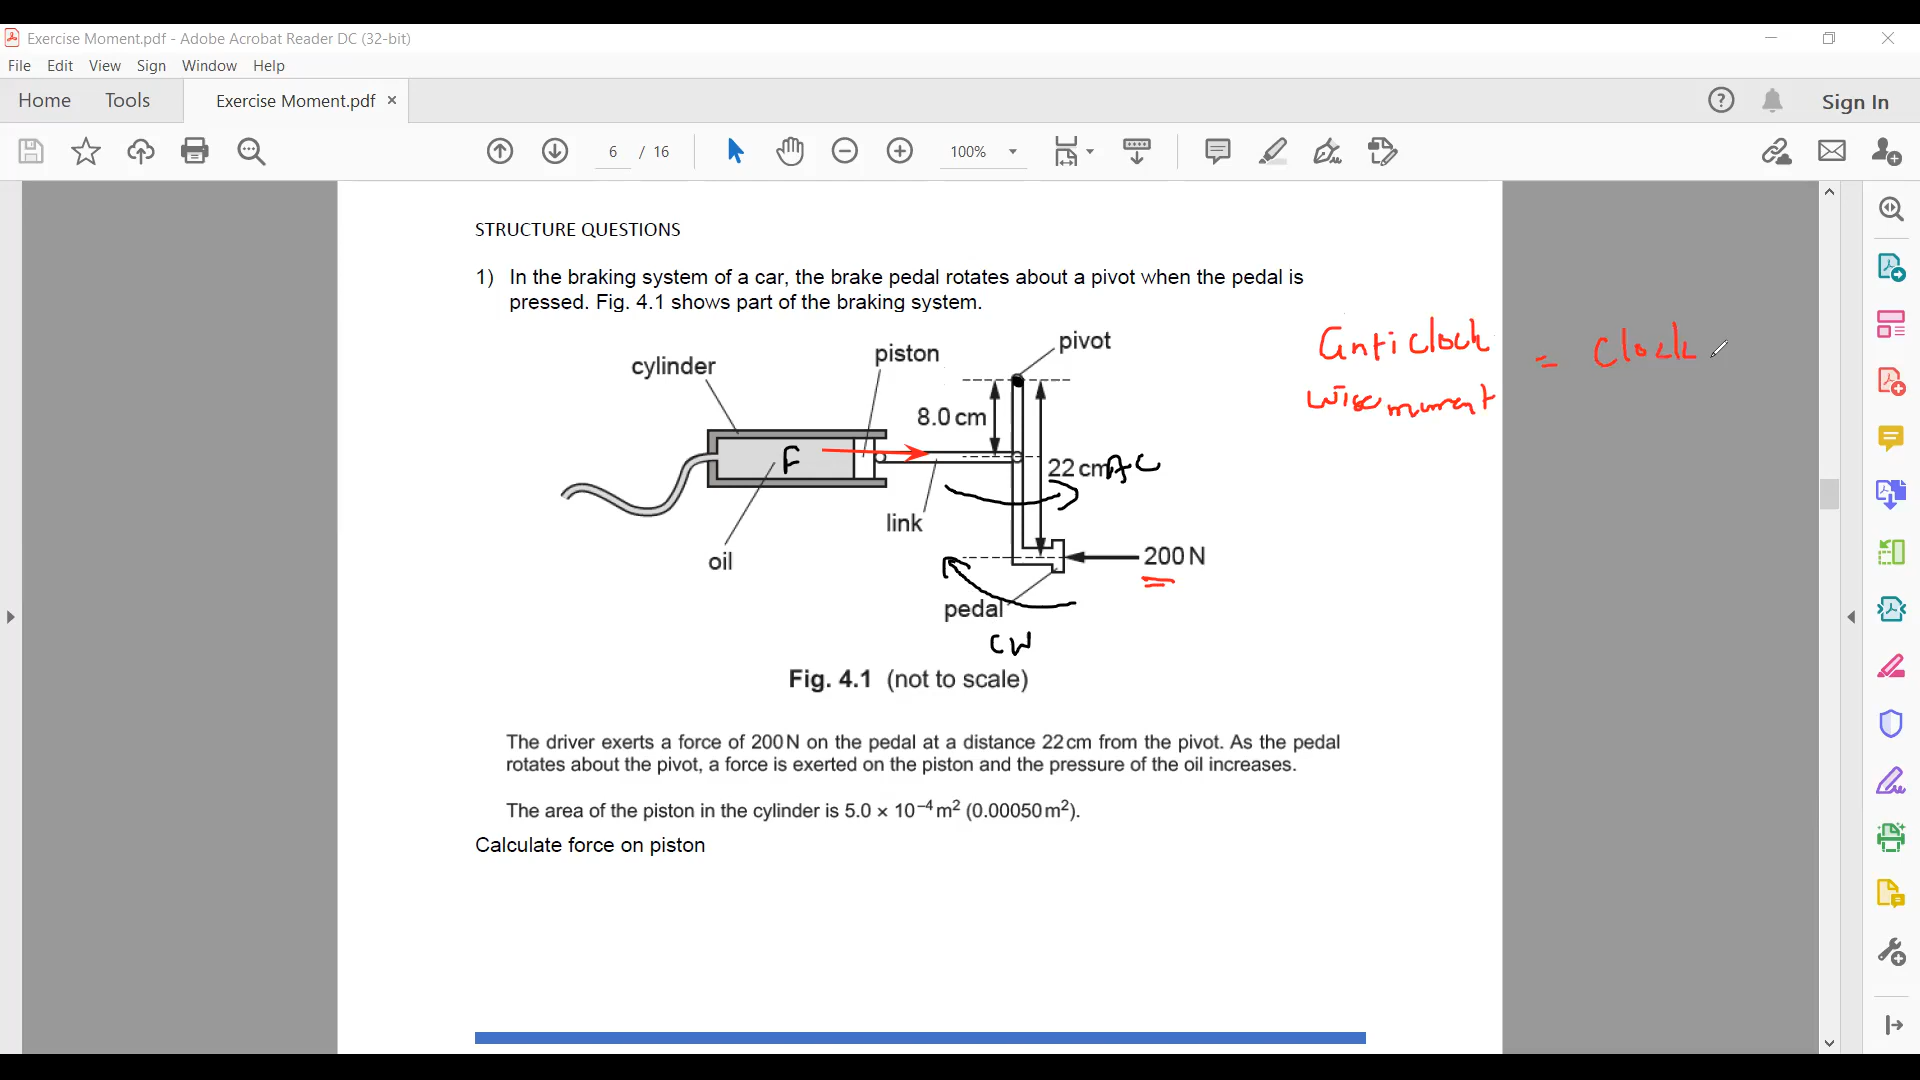 Exercise Moment.pdf - Adobe Acrobat Reader DC (32-bit)
File Edit View Sign Window Help
Home Tools Exercise Moment.pdf × Sign In
6 / 16 100%
STRUCTURE QUESTIONS
1) In the braking system of a car, the brake pedal rotates about a pivot when the pedal is
pressed. Fig. 4.1 shows part of the braking system.
pivot
piston
cylinder
8.0 cm
F
22 cm AC
link
oil
200 N
pedal
CW
Anticlock = Clock
wise moment
Fig. 4.1 (not to scale)
The driver exerts a force of 200 N on the pedal at a distance 22 cm from the pivot. As the pedal
rotates about the pivot, a force is exerted on the piston and the pressure of the oil increases.
The area of the piston in the cylinder is 5.0 × 10⁻⁴ m² (0.00050 m²).
Calculate force on piston